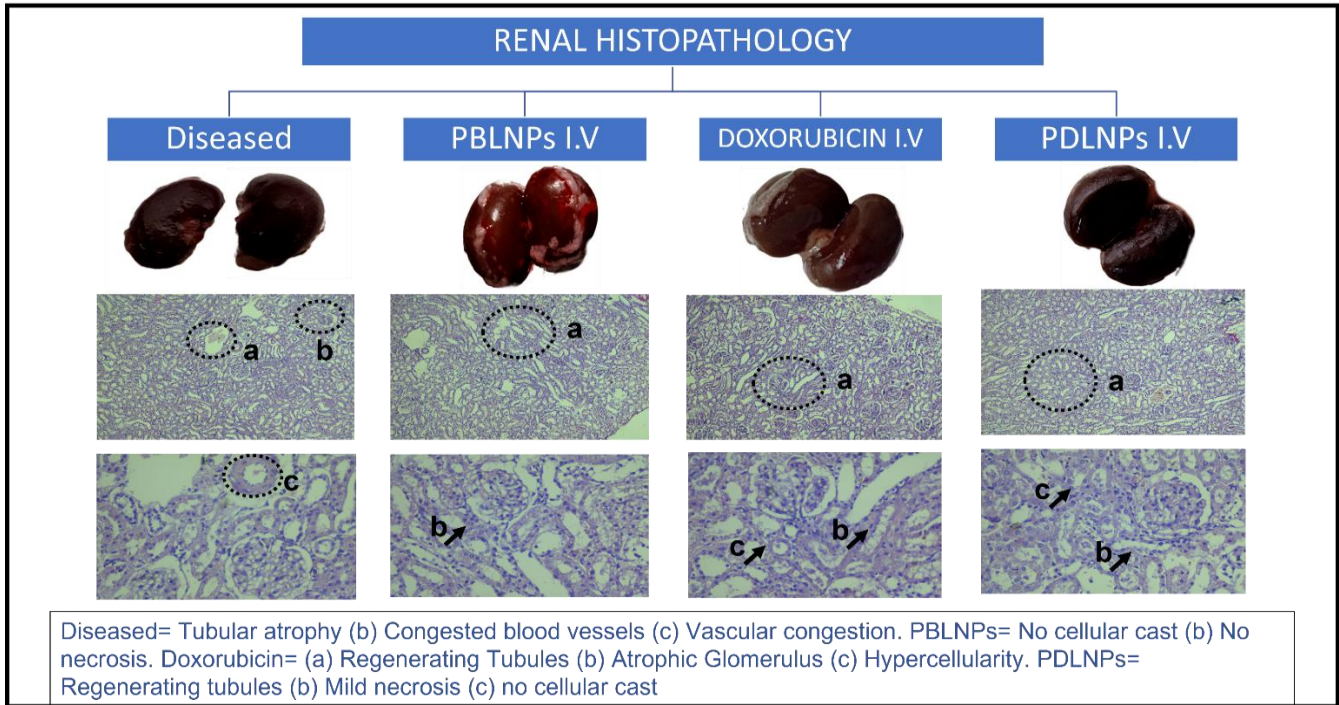 RENAL HISTOPATHOLOGY
Diseased
PBLNPs I.V
DOXORUBICIN I.V
PDLNPs I.V
a
b
a
a
a
c
b
c
b
c
b
Diseased= Tubular atrophy (b) Congested blood vessels (c) Vascular congestion. PBLNPs= No cellular cast (b) No
necrosis. Doxorubicin= (a) Regenerating Tubules (b) Atrophic Glomerulus (c) Hypercellularity. PDLNPs=
Regenerating tubules (b) Mild necrosis (c) no cellular cast